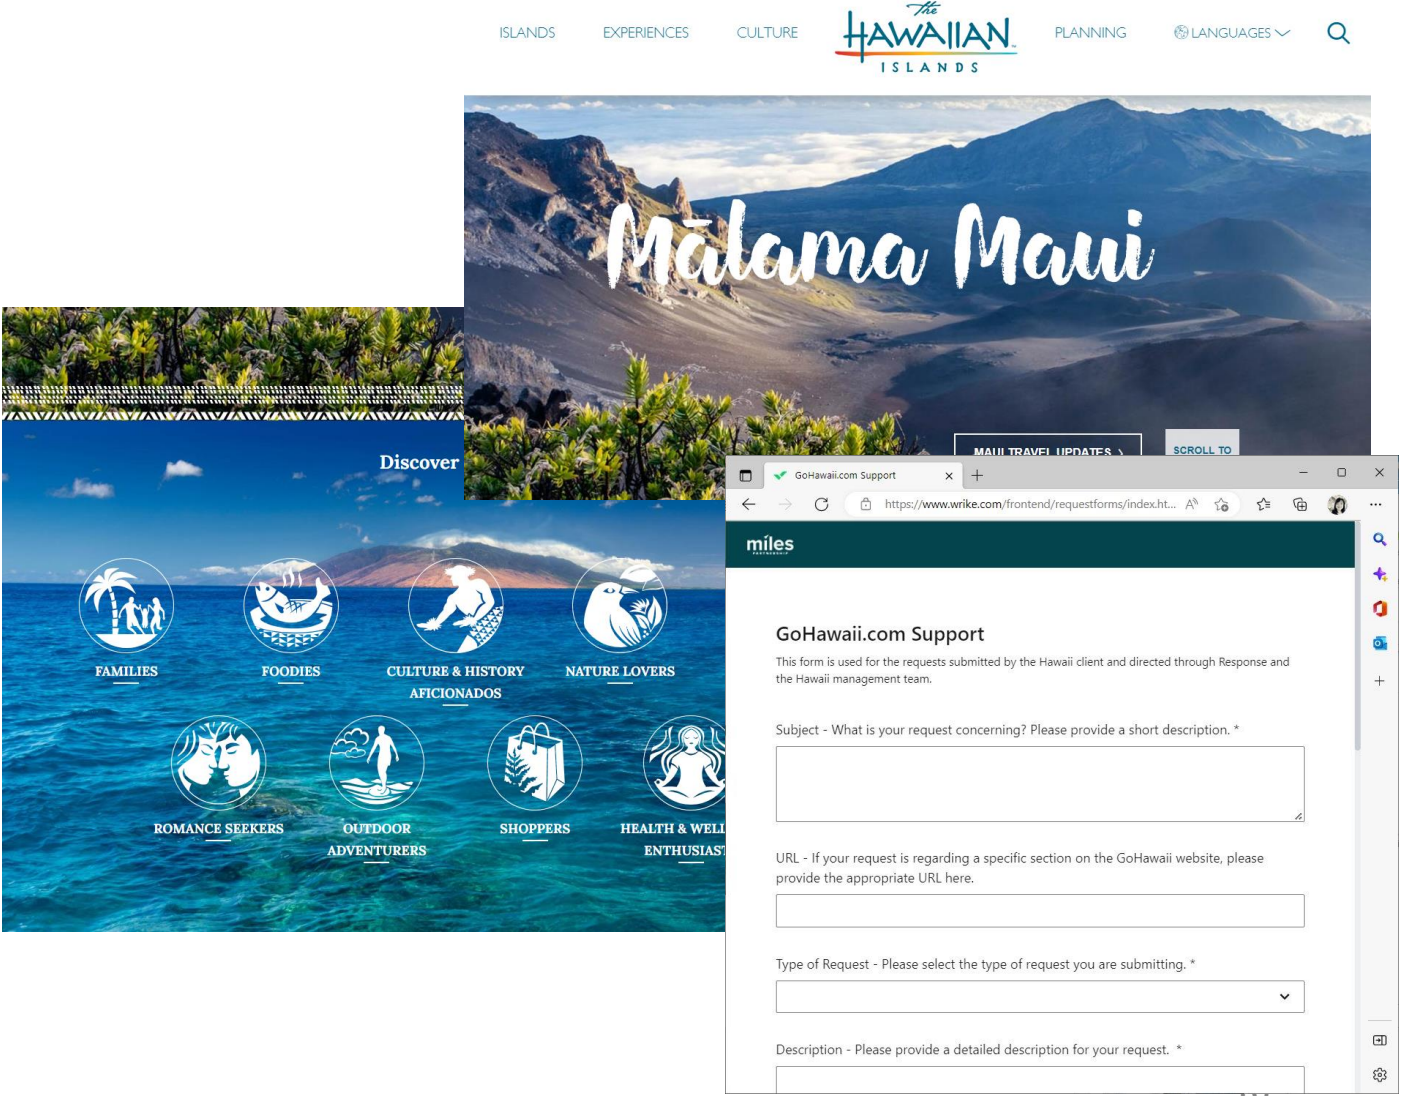 ISLANDS
EXPERIENCES
CULTURE
The
HAWAIIAN
ISLANDS
PLANNING
LANGUAGES
Mālama Maui
MAUI TRAVEL UPDATES >
SCROLL TO
Discover
FAMILIES
FOODIES
CULTURE & HISTORY
AFICIONADOS
NATURE LOVERS
ROMANCE SEEKERS
OUTDOOR
ADVENTURERS
SHOPPERS
HEALTH & WELL
ENTHUSIAST
GoHawaii.com Support
https://www.wrike.com/frontend/requestforms/index.ht...
miles
PARTNERSHIP
GoHawaii.com Support
This form is used for the requests submitted by the Hawaii client and directed through Response and
the Hawaii management team.
Subject - What is your request concerning? Please provide a short description. *
URL - If your request is regarding a specific section on the GoHawaii website, please
provide the appropriate URL here.
Type of Request - Please select the type of request you are submitting. *
Description - Please provide a detailed description for your request. *